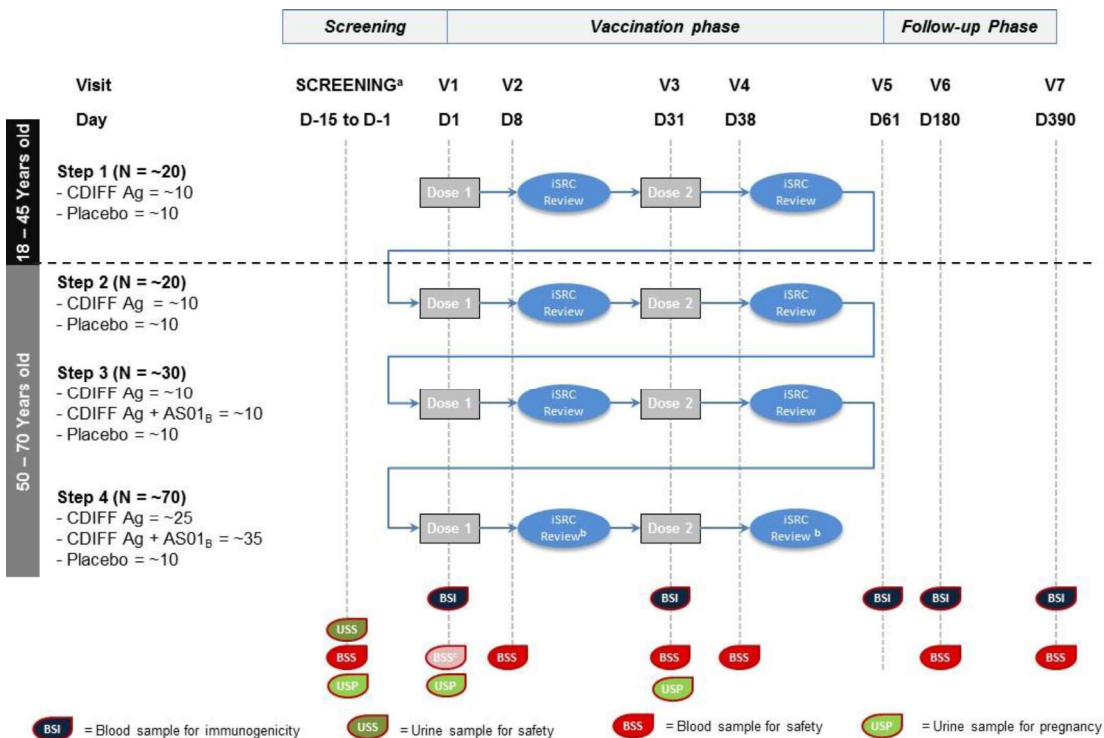 Screening Vaccination phase Follow-up Phase
Visit SCREENINGᵃ V1 V2 V3 V4 V5 V6 V7
Day D-15 to D-1 D1 D8 D31 D38 D61 D180 D390
18 – 45 Years old
Step 1 (N = ~20)
- CDIFF Ag = ~10
- Placebo = ~10
Dose 1 iSRC Review Dose 2 iSRC Review
50 – 70 Years old
Step 2 (N = ~20)
- CDIFF Ag = ~10
- Placebo = ~10
Dose 1 iSRC Review Dose 2 iSRC Review
Step 3 (N = ~30)
- CDIFF Ag = ~10
- CDIFF Ag + AS01B = ~10
- Placebo = ~10
Dose 1 iSRC Review Dose 2 iSRC Review
Step 4 (N = ~70)
- CDIFF Ag = ~25
- CDIFF Ag + AS01B = ~35
- Placebo = ~10
Dose 1 iSRC Reviewᵇ Dose 2 iSRC Review ᵇ
BSI BSI BSI BSI BSI
USS
BSS BSSᶜ BSS BSS BSS BSS BSS
USP USP USP
BSI = Blood sample for immunogenicity USS = Urine sample for safety BSS = Blood sample for safety USP = Urine sample for pregnancy